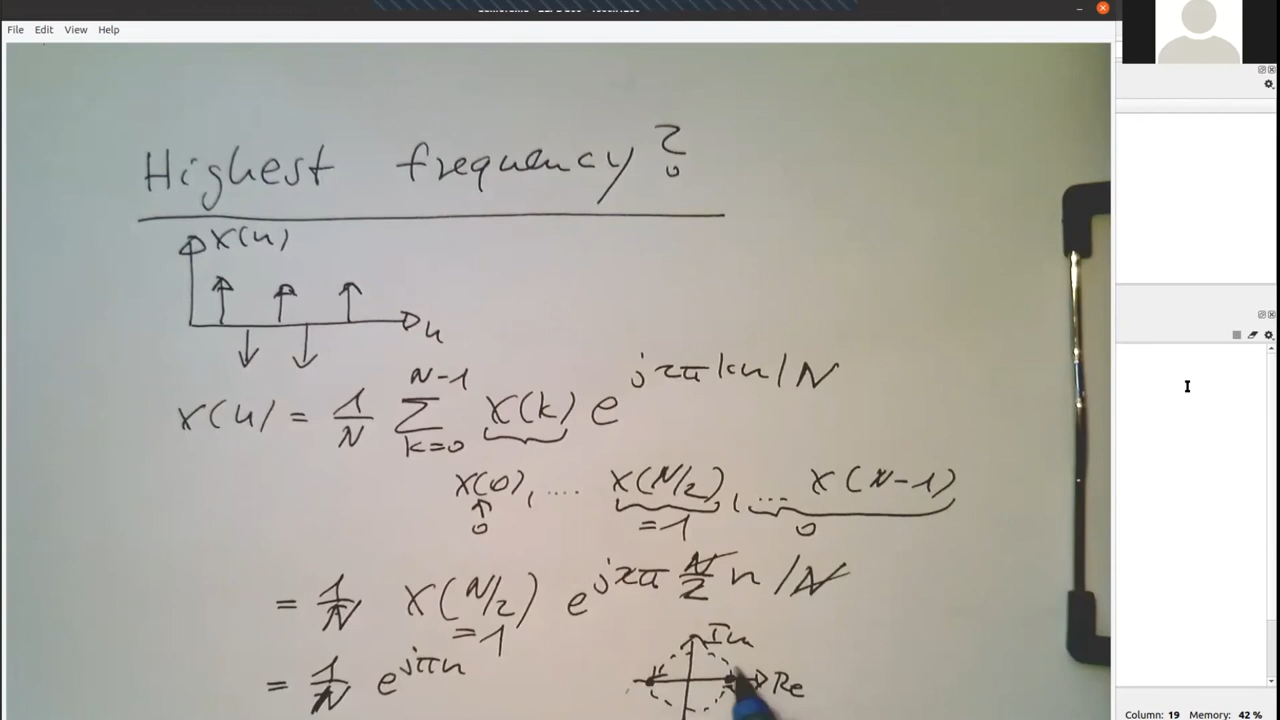 File Edit View Help
Highest frequency?
x(n)
n
x(n) = 1/N ∑_{k=0}^{N-1} X(k) e^{j2πkn/N}
X(0), .... X(N/2), .... X(N-1)
0 =1 0
= 1/N X(N/2) e^{j2π N/2 n/N}
=1
Im
= 1/N e^{jπn}
Re
Column: 19 Memory: 42 %